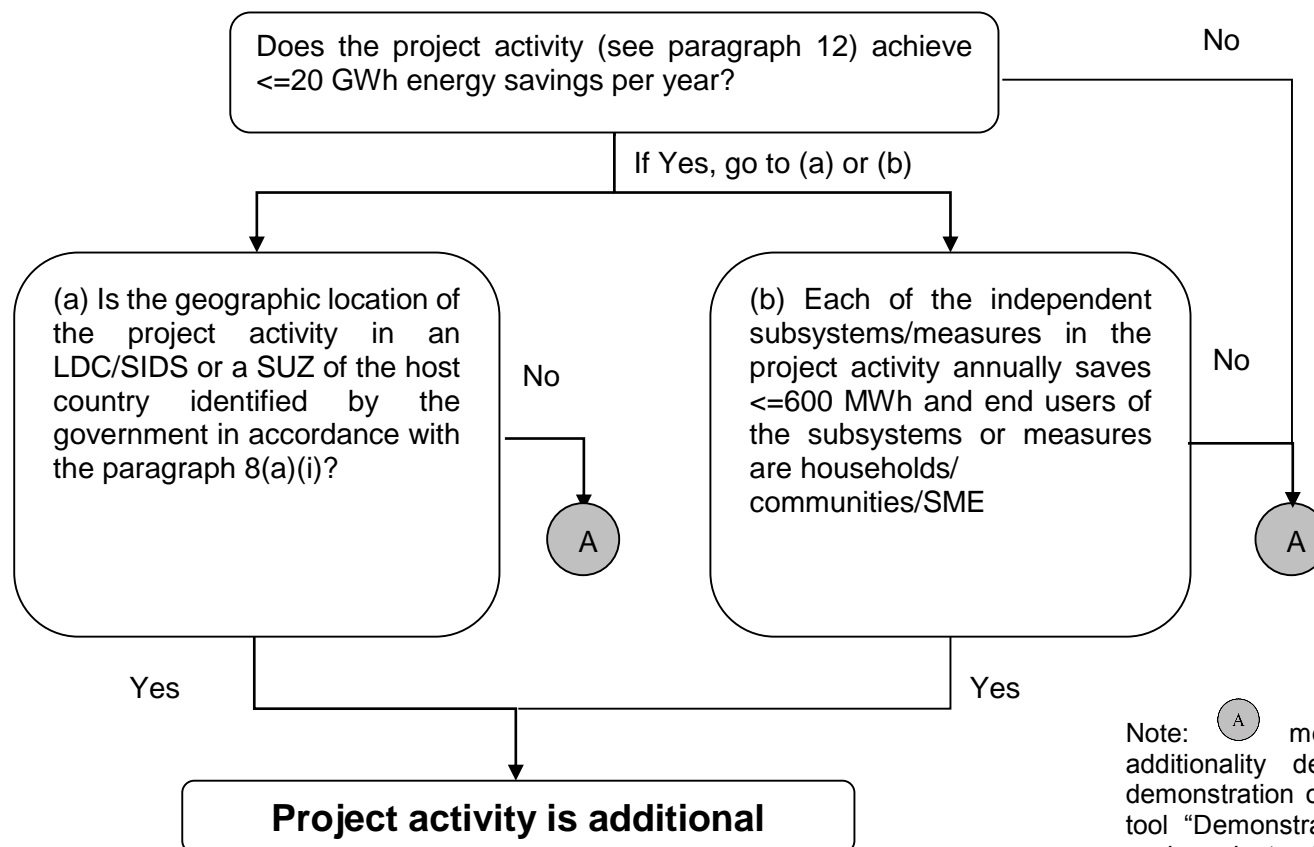 Does the project activity (see paragraph 12) achieve
<=20 GWh energy savings per year?
No
If Yes, go to (a) or (b)
(a) Is the geographic location of
the project activity in an
LDC/SIDS or a SUZ of the host
country identified by the
government in accordance with
the paragraph 8(a)(i)?
No
A
(b) Each of the independent
subsystems/measures in the
project activity annually saves
<=600 MWh and end users of
the subsystems or measures
are households/
communities/SME
No
A
Yes
Yes
Project activity is additional
Note: A
additionality
demonstration
tool “Demonstra